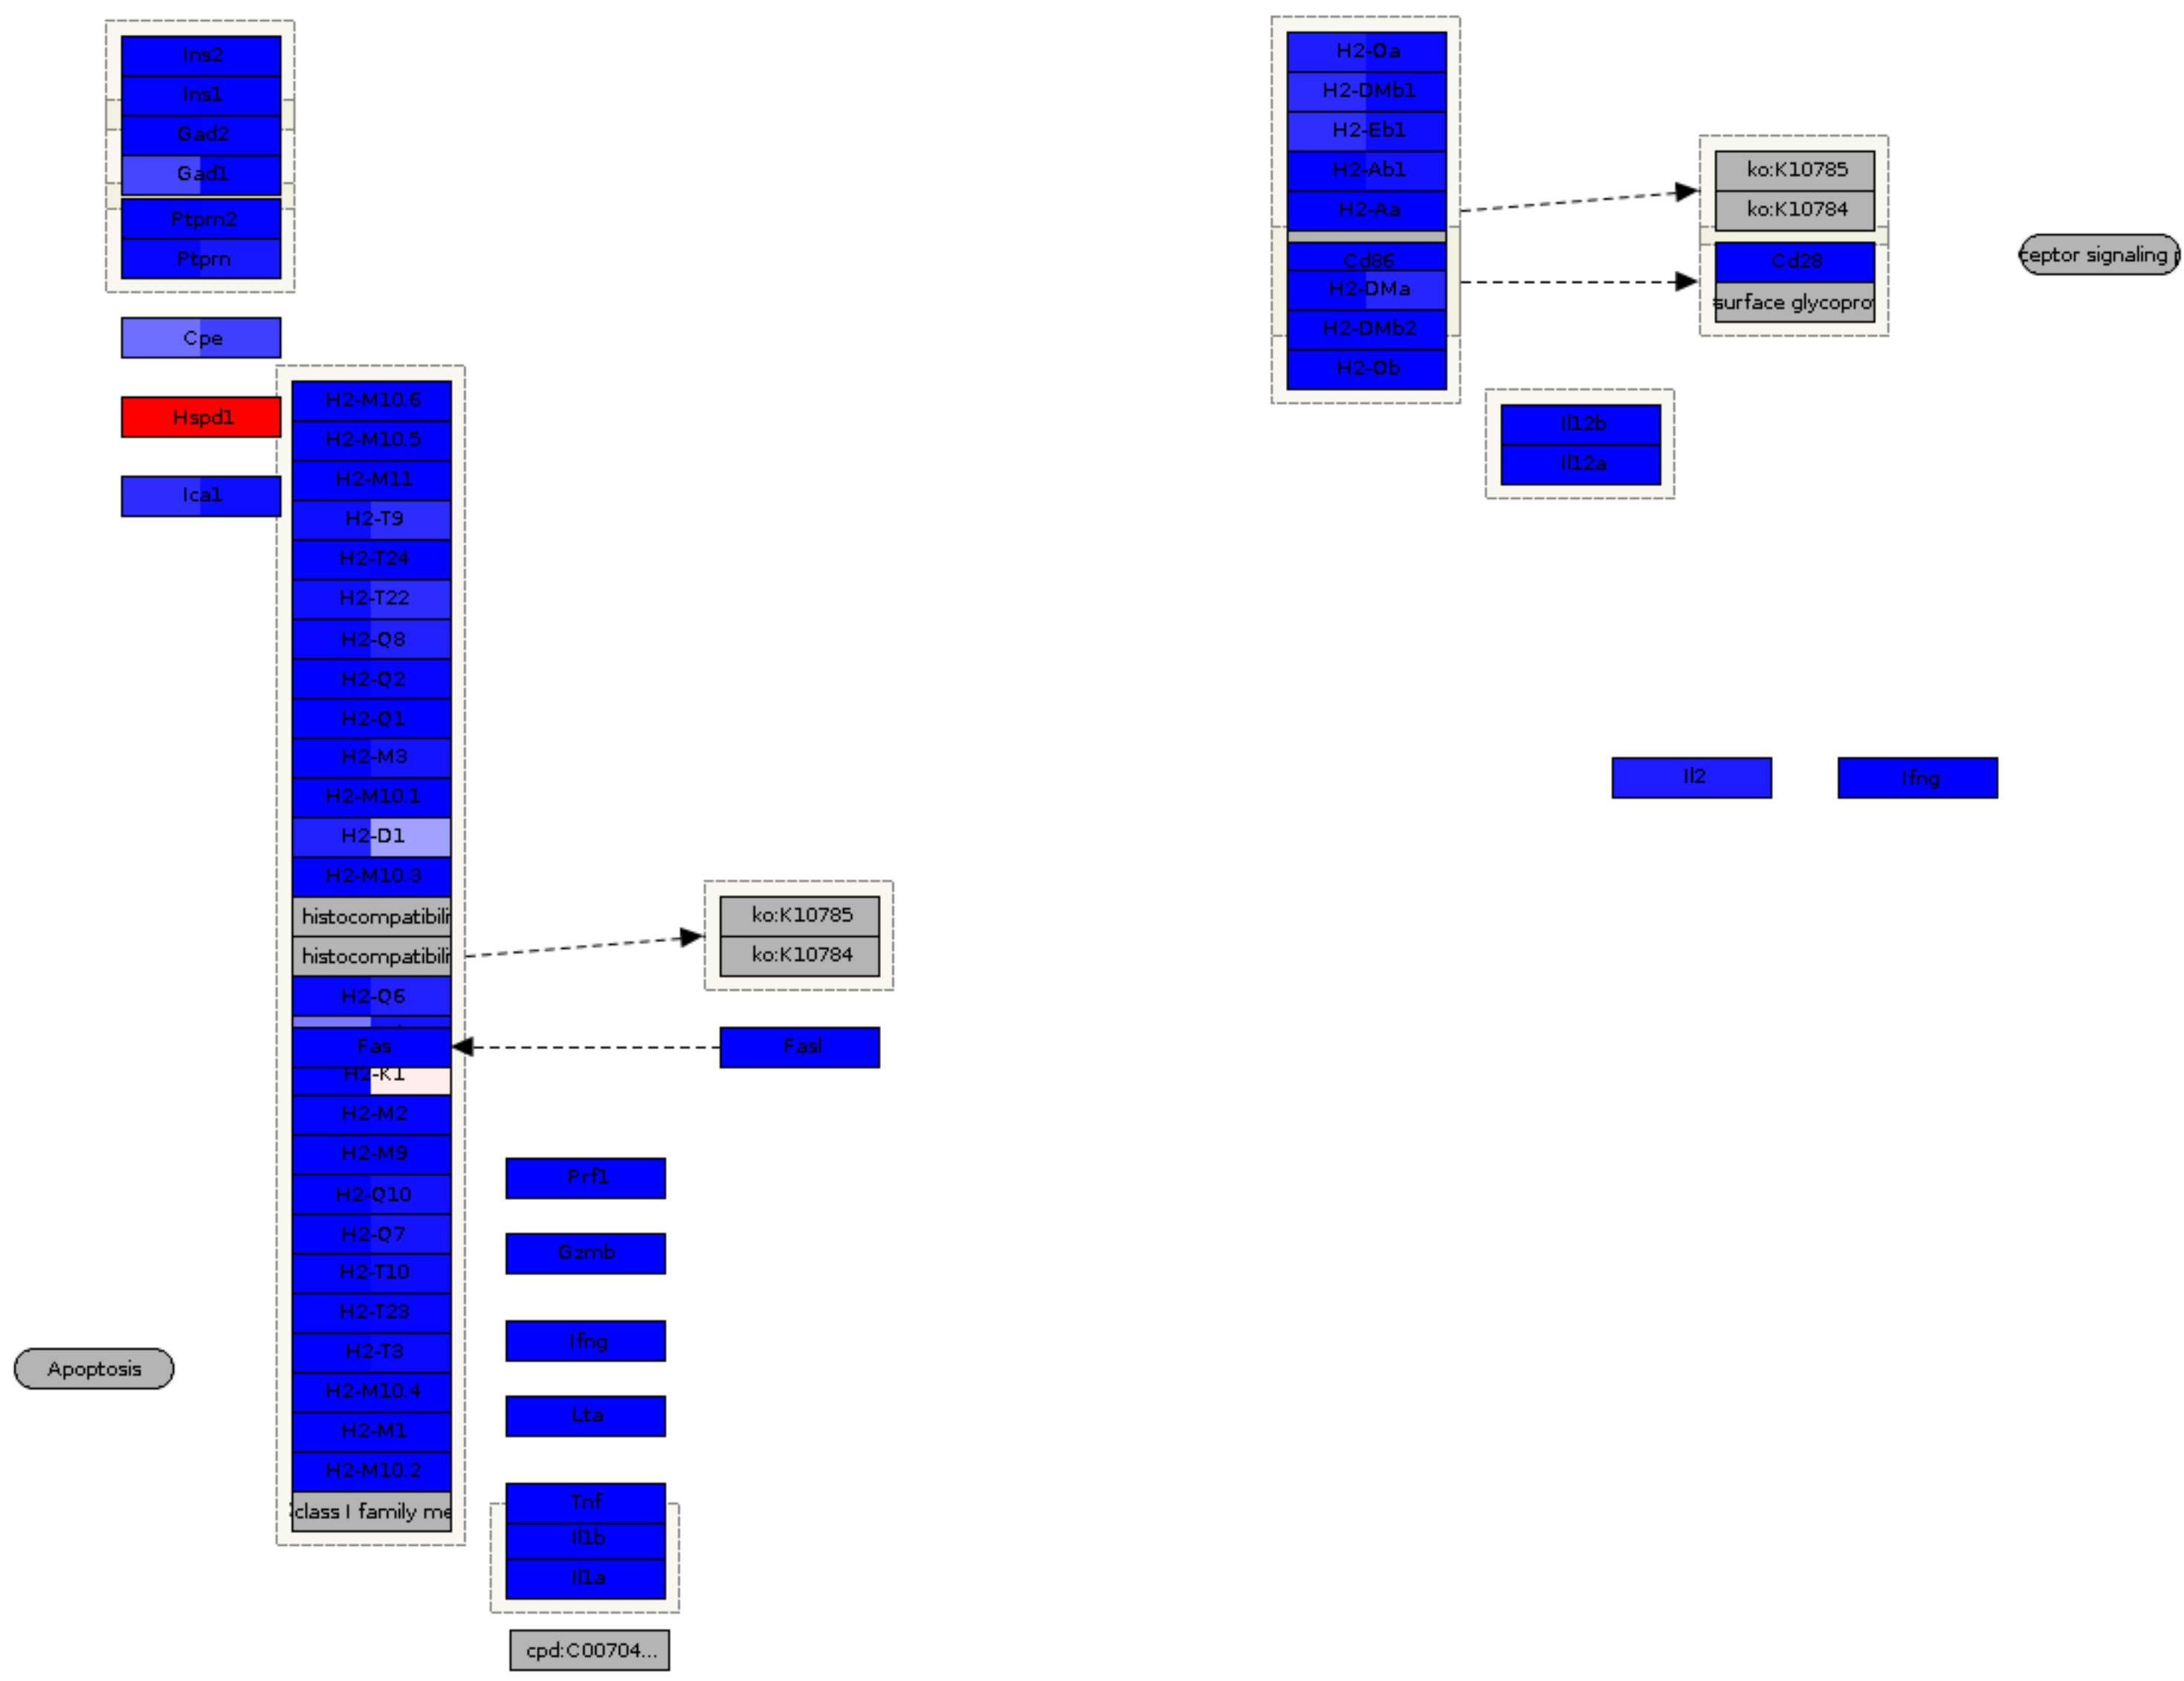 Ins2
Ins1
Gad2
Gad1
Ptprn2
Ptprn
Cpe
Hspd1
Ica1
H2-M10.6
H2-M10.5
H2-M11
H2-T9
H2-T24
H2-T22
H2-Q8
H2-Q2
H2-Q1
H2-M3
H2-M10.1
H2-D1
H2-M10.3
histocompatibili
histocompatibili
H2-Q6
Fas
H2-K1
H2-M2
H2-M9
H2-Q10
H2-Q7
H2-T10
H2-T23
H2-T3
H2-M10.4
H2-M1
H2-M10.2
class I family me
Apoptosis
ko:K10785
ko:K10784
Fasl
Prf1
Gzmb
Ifng
Lta
Tnf
Il1b
Il1a
cpd:C00704...
H2-Oa
H2-DMb1
H2-Eb1
H2-Ab1
H2-Aa
Cd86
H2-DMa
H2-DMb2
H2-Ob
ko:K10785
ko:K10784
Cd28
surface glycopro
ceptor signaling p
Il12b
Il12a
Il2
Ifng